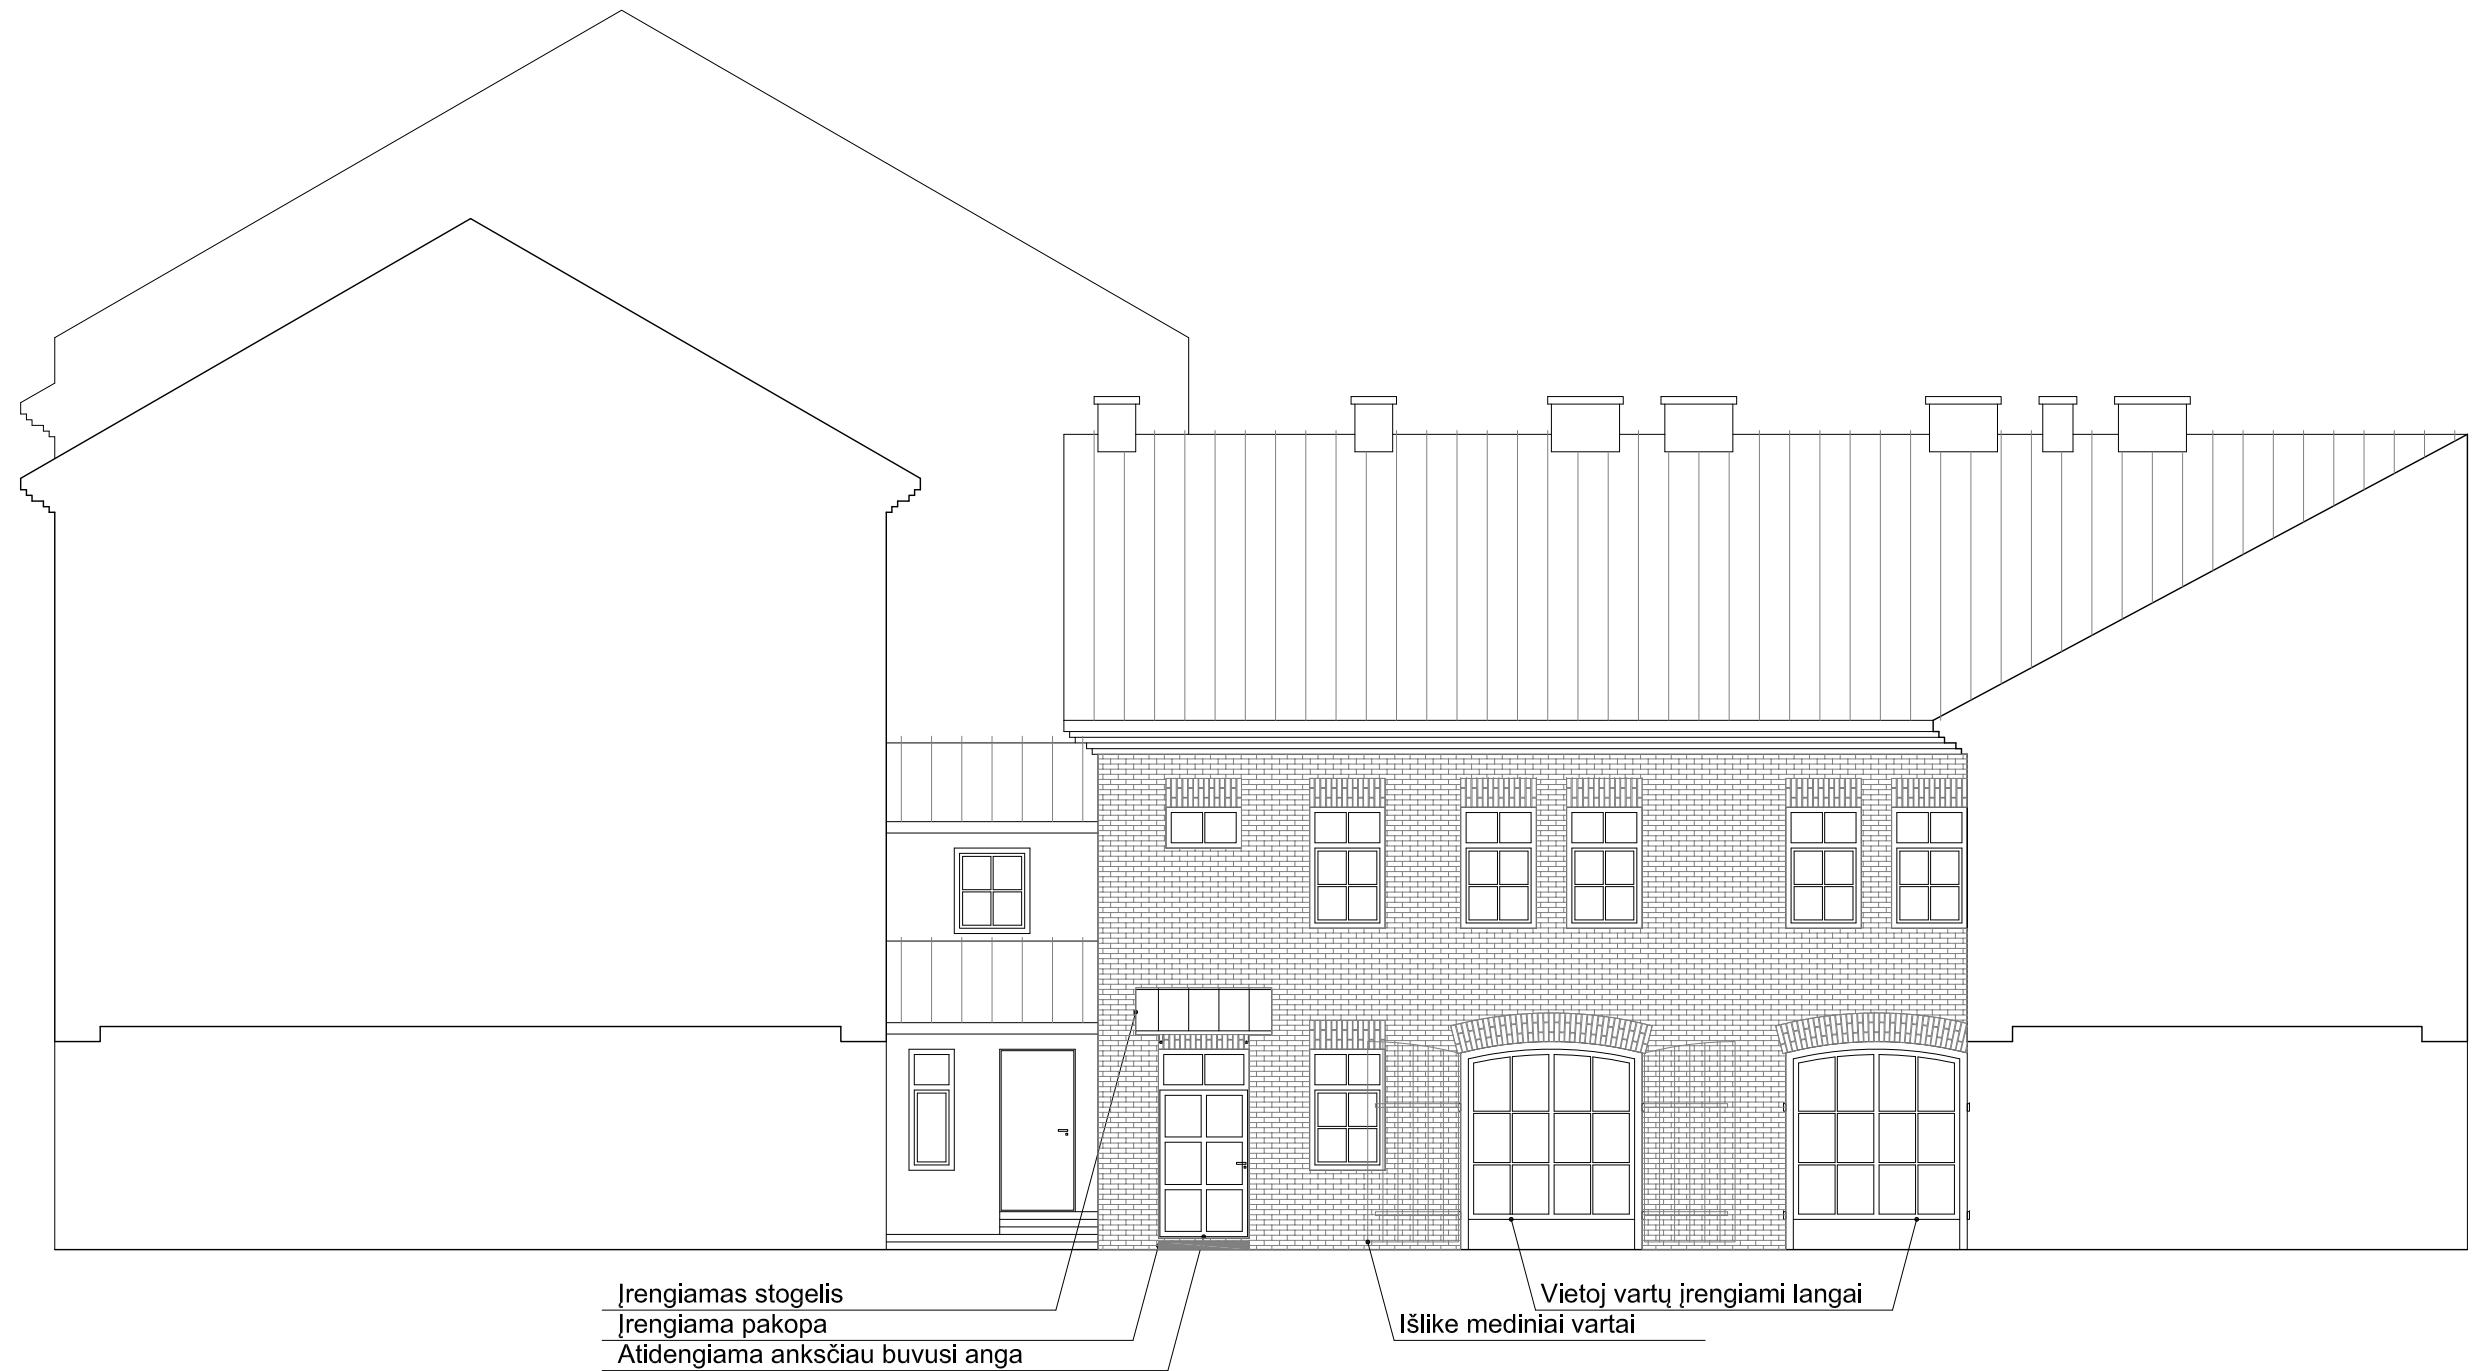 Įrengiamas stogelis
Įrengiama pakopa
Atidengiama anksčiau buvusi anga
Vietoj vartų įrengiami langai
Išlike mediniai vartai